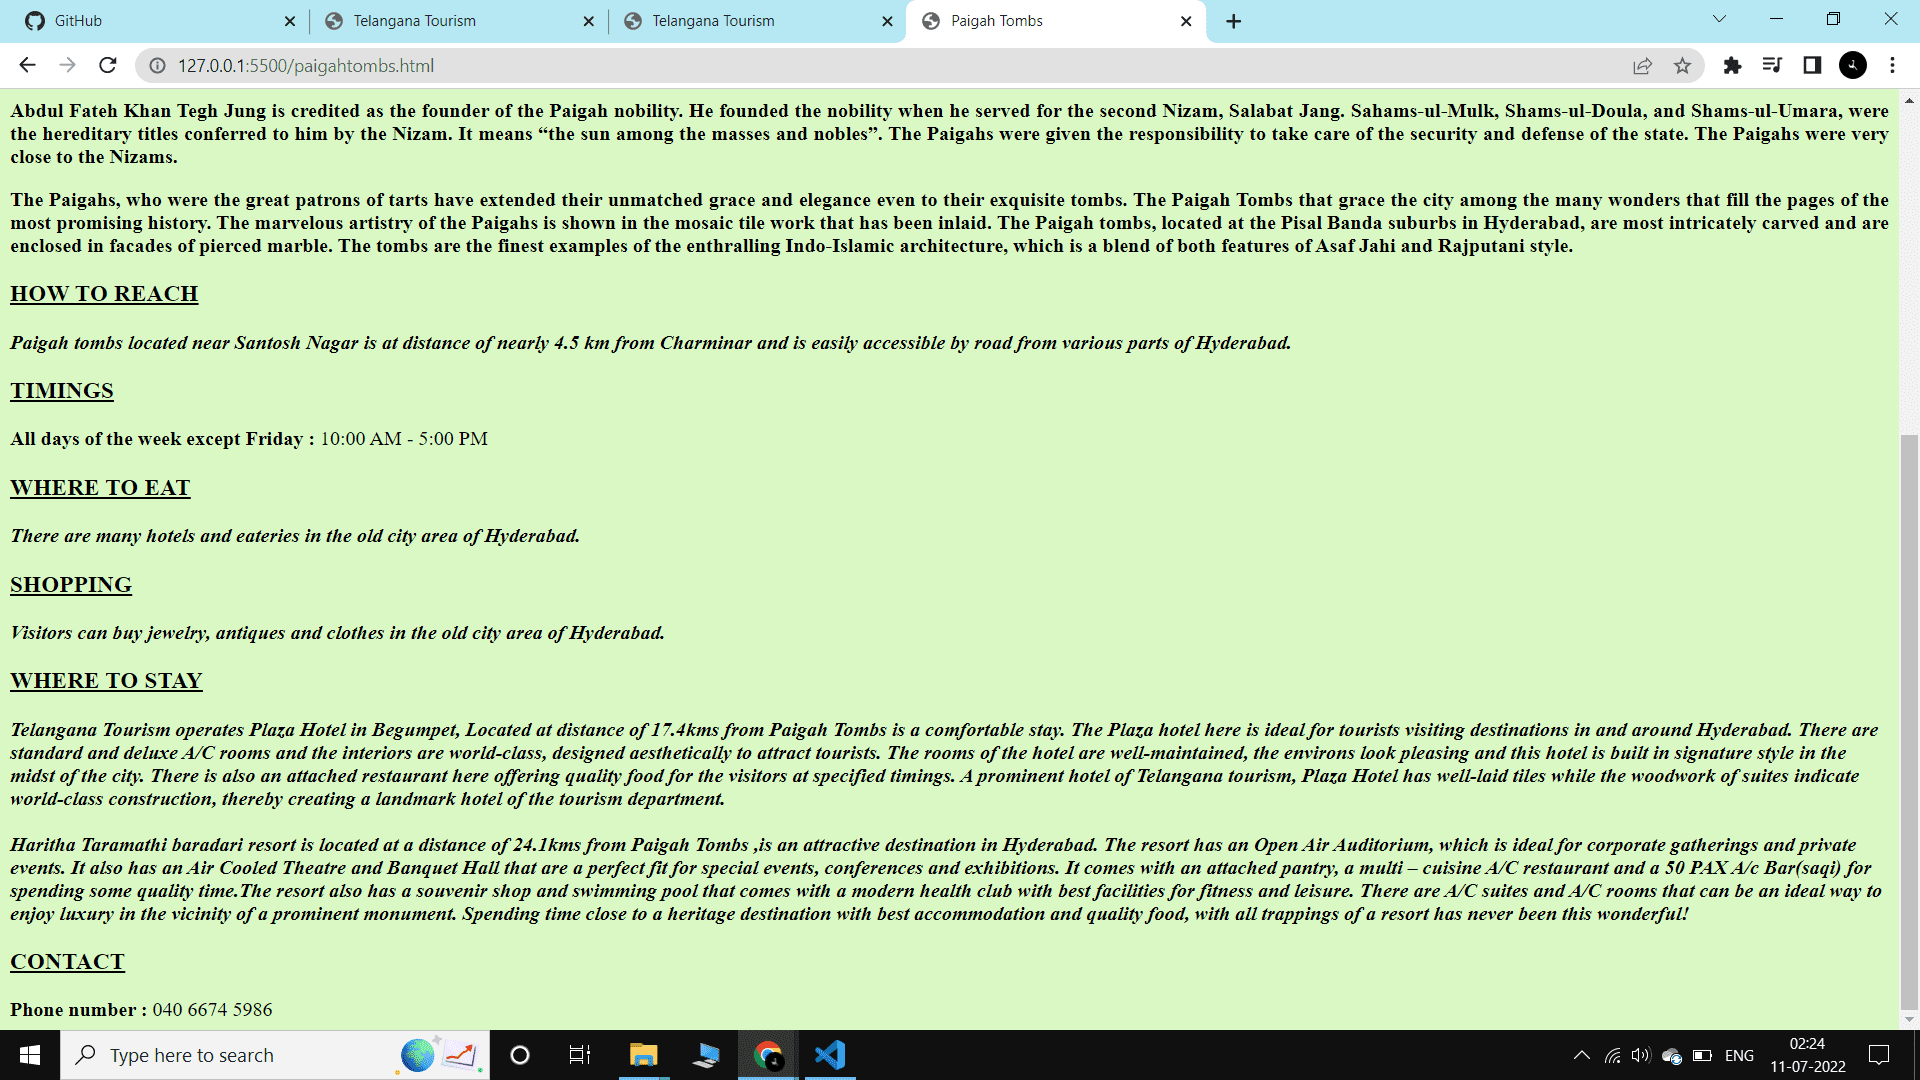 GitHub
Telangana Tourism
Telangana Tourism
Paigah Tombs
127.0.0.1:5500/paigahtombs.html
Abdul Fateh Khan Tegh Jung is credited as the founder of the Paigah nobility. He founded the nobility when he served for the second Nizam, Salabat Jang. Sahams-ul-Mulk, Shams-ul-Doula, and Shams-ul-Umara, were
the hereditary titles conferred to him by the Nizam. It means “the sun among the masses and nobles”. The Paigahs were given the responsibility to take care of the security and defense of the state. The Paigahs were very
close to the Nizams.
The Paigahs, who were the great patrons of tarts have extended their unmatched grace and elegance even to their exquisite tombs. The Paigah Tombs that grace the city among the many wonders that fill the pages of the
most promising history. The marvelous artistry of the Paigahs is shown in the mosaic tile work that has been inlaid. The Paigah tombs, located at the Pisal Banda suburbs in Hyderabad, are most intricately carved and are
enclosed in facades of pierced marble. The tombs are the finest examples of the enthralling Indo-Islamic architecture, which is a blend of both features of Asaf Jahi and Rajputani style.
HOW TO REACH
Paigah tombs located near Santosh Nagar is at distance of nearly 4.5 km from Charminar and is easily accessible by road from various parts of Hyderabad.
TIMINGS
All days of the week except Friday : 10:00 AM - 5:00 PM
WHERE TO EAT
There are many hotels and eateries in the old city area of Hyderabad.
SHOPPING
Visitors can buy jewelry, antiques and clothes in the old city area of Hyderabad.
WHERE TO STAY
Telangana Tourism operates Plaza Hotel in Begumpet, Located at distance of 17.4kms from Paigah Tombs is a comfortable stay. The Plaza hotel here is ideal for tourists visiting destinations in and around Hyderabad. There are
standard and deluxe A/C rooms and the interiors are world-class, designed aesthetically to attract tourists. The rooms of the hotel are well-maintained, the environs look pleasing and this hotel is built in signature style in the
midst of the city. There is also an attached restaurant here offering quality food for the visitors at specified timings. A prominent hotel of Telangana tourism, Plaza Hotel has well-laid tiles while the woodwork of suites indicate
world-class construction, thereby creating a landmark hotel of the tourism department.
Haritha Taramathi baradari resort is located at a distance of 24.1kms from Paigah Tombs ,is an attractive destination in Hyderabad. The resort has an Open Air Auditorium, which is ideal for corporate gatherings and private
events. It also has an Air Cooled Theatre and Banquet Hall that are a perfect fit for special events, conferences and exhibitions. It comes with an attached pantry, a multi – cuisine A/C restaurant and a 50 PAX A/c Bar(saqi) for
spending some quality time.The resort also has a souvenir shop and swimming pool that comes with a modern health club with best facilities for fitness and leisure. There are A/C suites and A/C rooms that can be an ideal way to
enjoy luxury in the vicinity of a prominent monument. Spending time close to a heritage destination with best accommodation and quality food, with all trappings of a resort has never been this wonderful!
CONTACT
Phone number : 040 6674 5986
Type here to search
ENG
02:24
11-07-2022